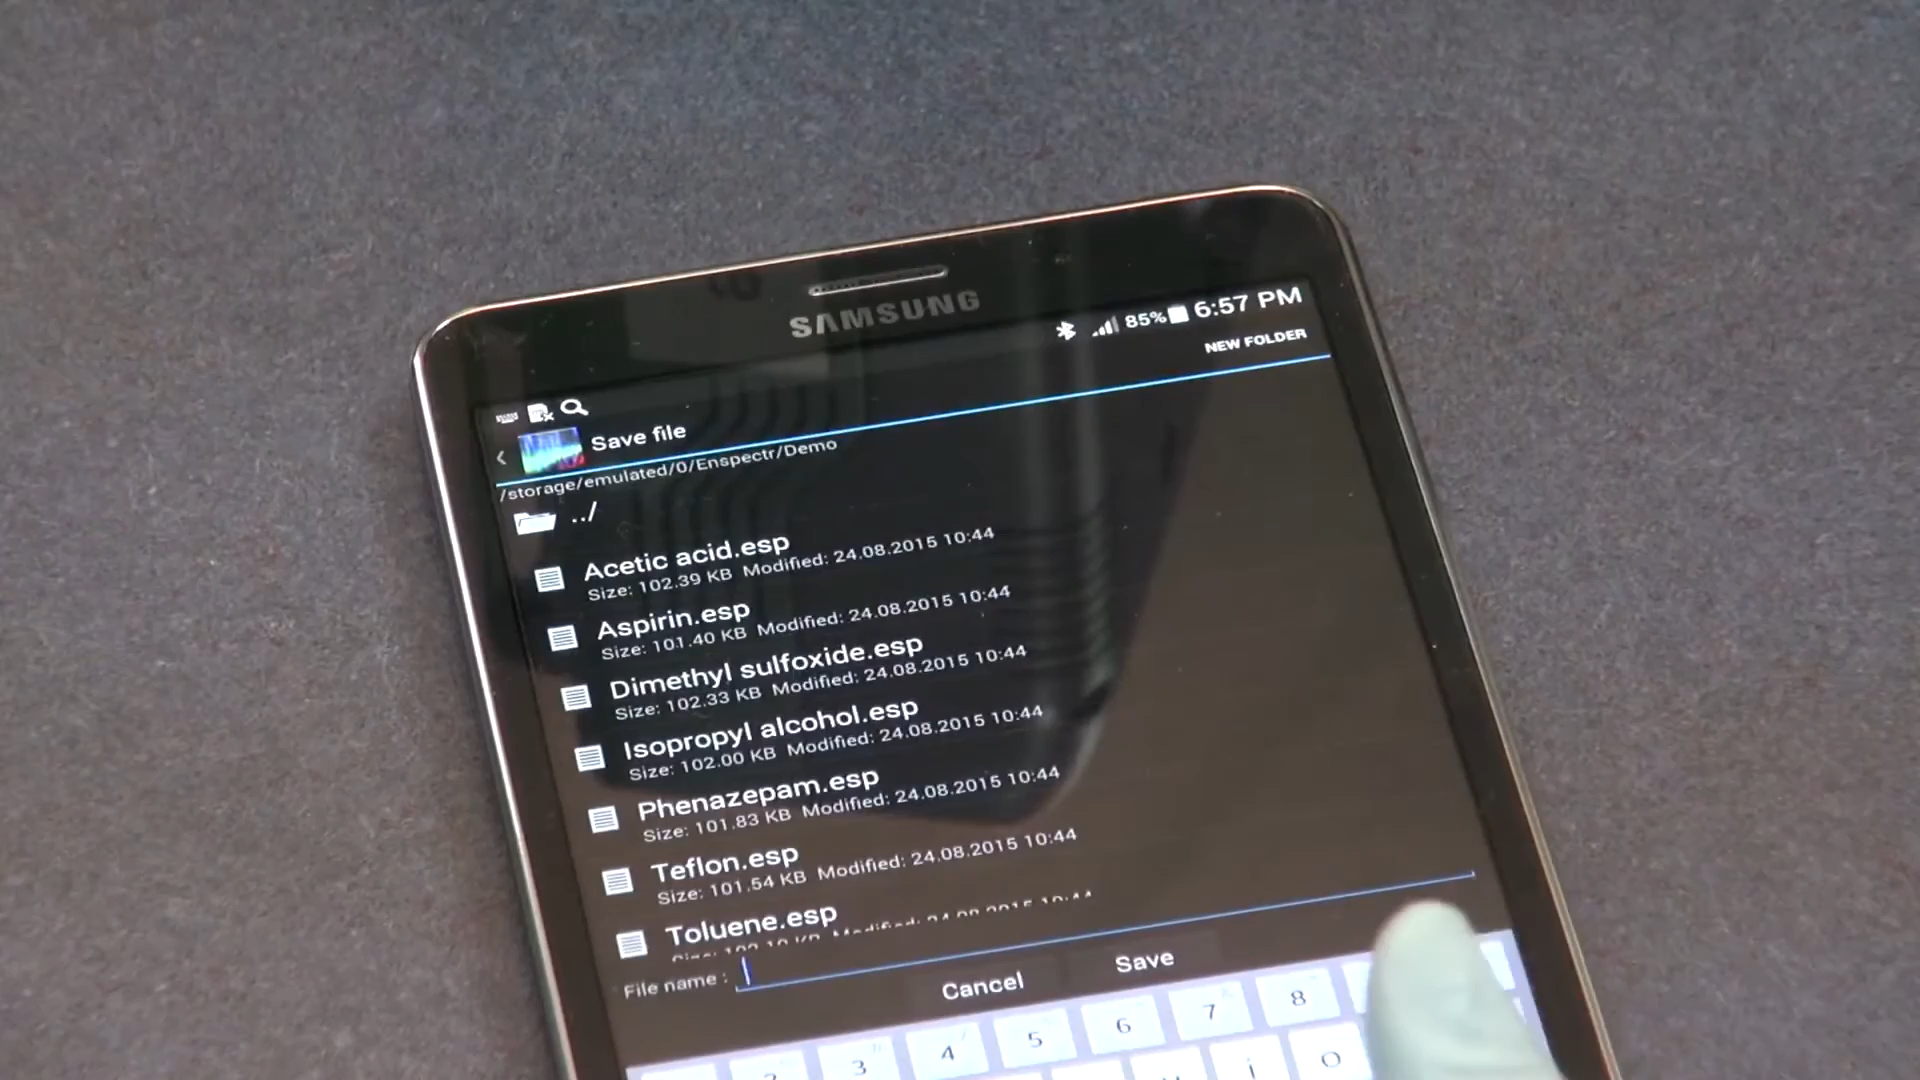 SAMSUNG
85% 6:57 PM
NEW FOLDER
Save file
/storage/emulated/0/Enspectr/Demo
../
Acetic acid.esp
Size: 102.39 KB Modified: 24.08.2015 10:44
Aspirin.esp
Size: 101.40 KB Modified: 24.08.2015 10:44
Dimethyl sulfoxide.esp
Size: 102.33 KB Modified: 24.08.2015 10:44
Isopropyl alcohol.esp
Size: 102.00 KB Modified: 24.08.2015 10:44
Phenazepam.esp
Size: 101.83 KB Modified: 24.08.2015 10:44
Teflon.esp
Size: 101.54 KB Modified: 24.08.2015 10:44
Toluene.esp
File name :
Cancel Save
3 4 5 6 7 8
i o